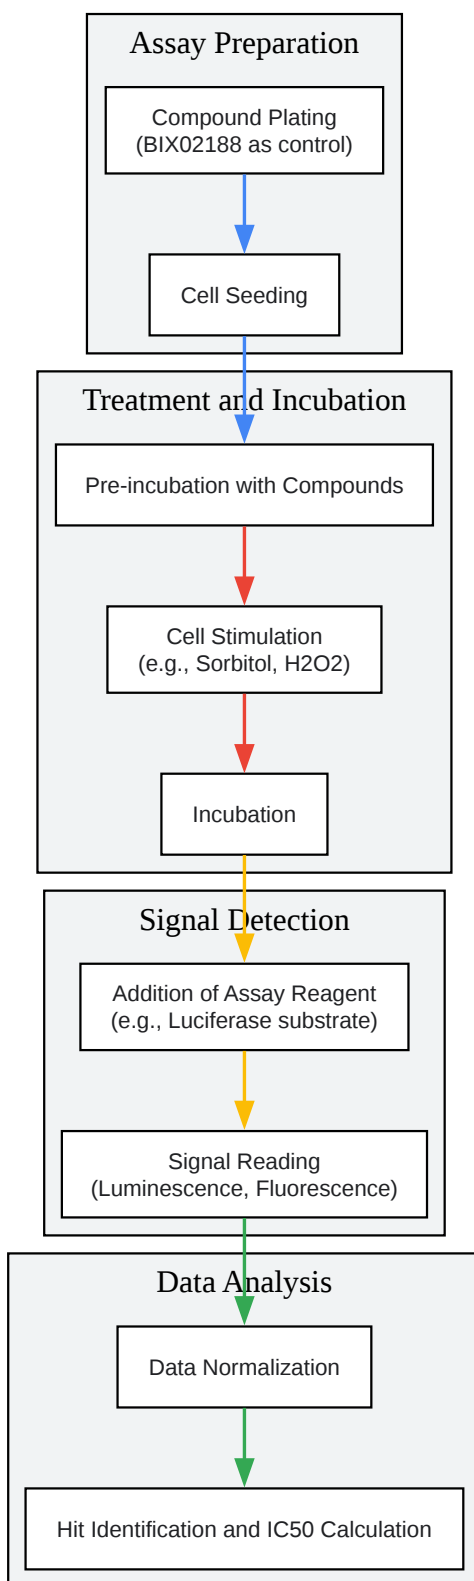 Assay Preparation
Compound Plating
(BIX02188 as control)
Cell Seeding
Treatment and Incubation
Pre-incubation with Compounds
Cell Stimulation
(e.g., Sorbitol, H2O2)
Incubation
Signal Detection
Addition of Assay Reagent
(e.g., Luciferase substrate)
Signal Reading
(Luminescence, Fluorescence)
Data Analysis
Data Normalization
Hit Identification and IC50 Calculation